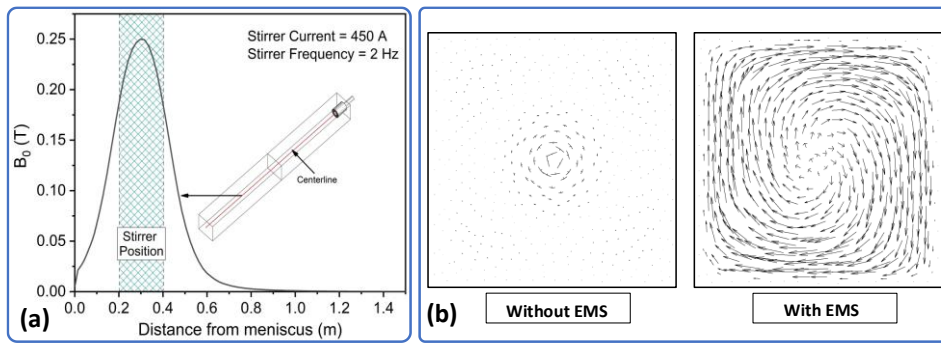 Stirrer Current = 450 A
Stirrer Frequency = 2 Hz
0.25
0.20
0.15
0.10
0.05
0.00
B₀ (T)
Centerline
Stirrer
Position
(a)
0.0
0.2
0.4
0.6
0.8
1.0
1.2
1.4
Distance from meniscus (m)
(b)
Without EMS
With EMS